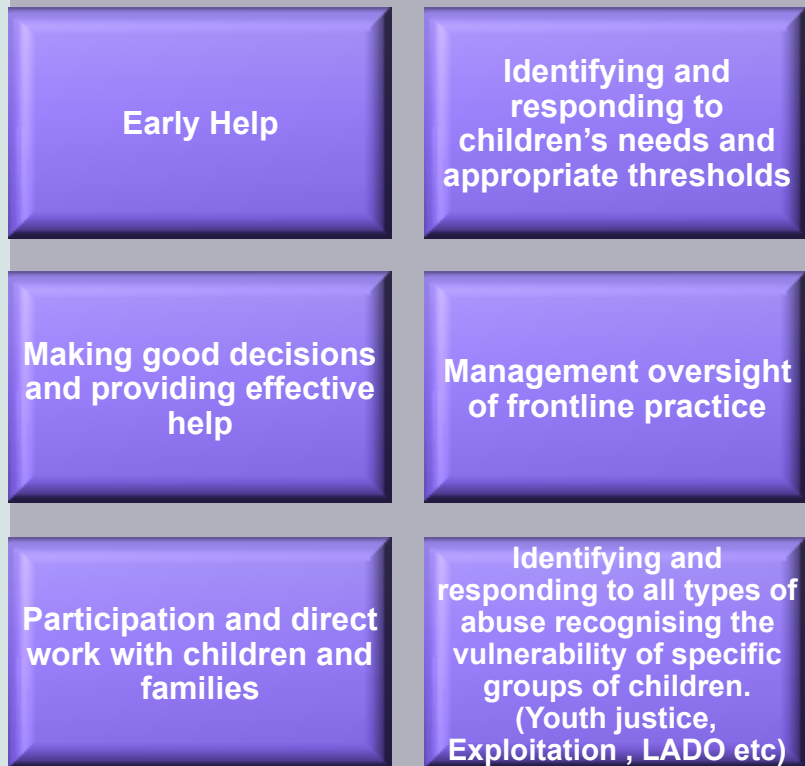 Early Help
Identifying and
responding to
children’s needs and
appropriate thresholds
Making good decisions
and providing effective
help
Management oversight
of frontline practice
Participation and direct
work with children and
families
Identifying and
responding to all types of
abuse recognising the
vulnerability of specific
groups of children.
(Youth justice,
Exploitation , LADO etc)